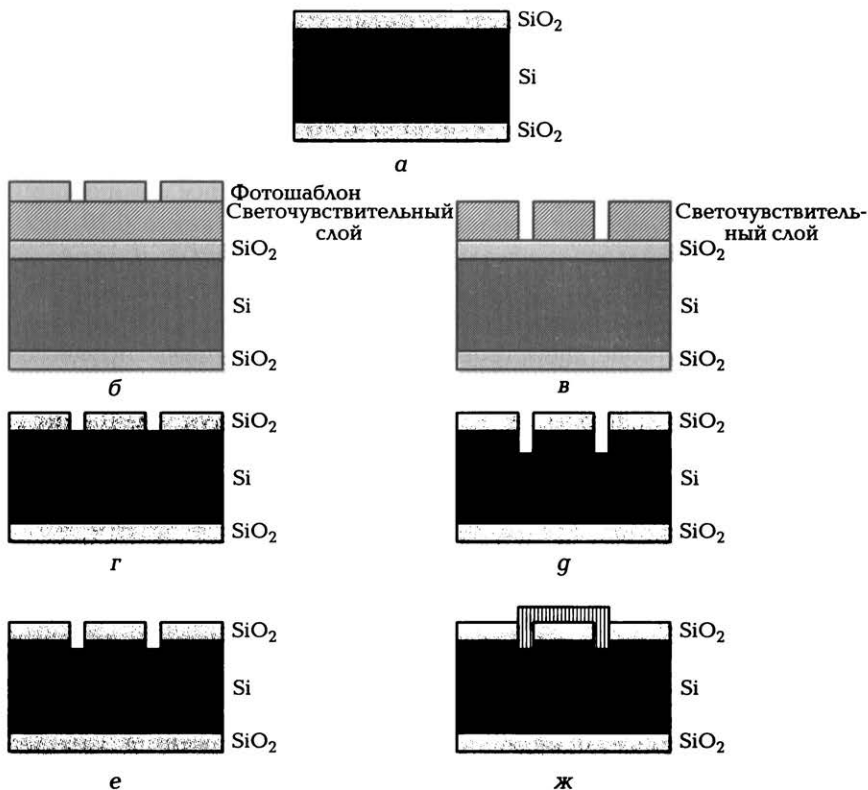 SiO₂
Si
SiO₂
а
Фотошаблон
Светочувствительный
слой
SiO₂
Si
SiO₂
б
Светочувствитель-
ный слой
SiO₂
Si
SiO₂
в
SiO₂
Si
SiO₂
г
SiO₂
Si
SiO₂
д
SiO₂
Si
SiO₂
е
SiO₂
Si
SiO₂
ж